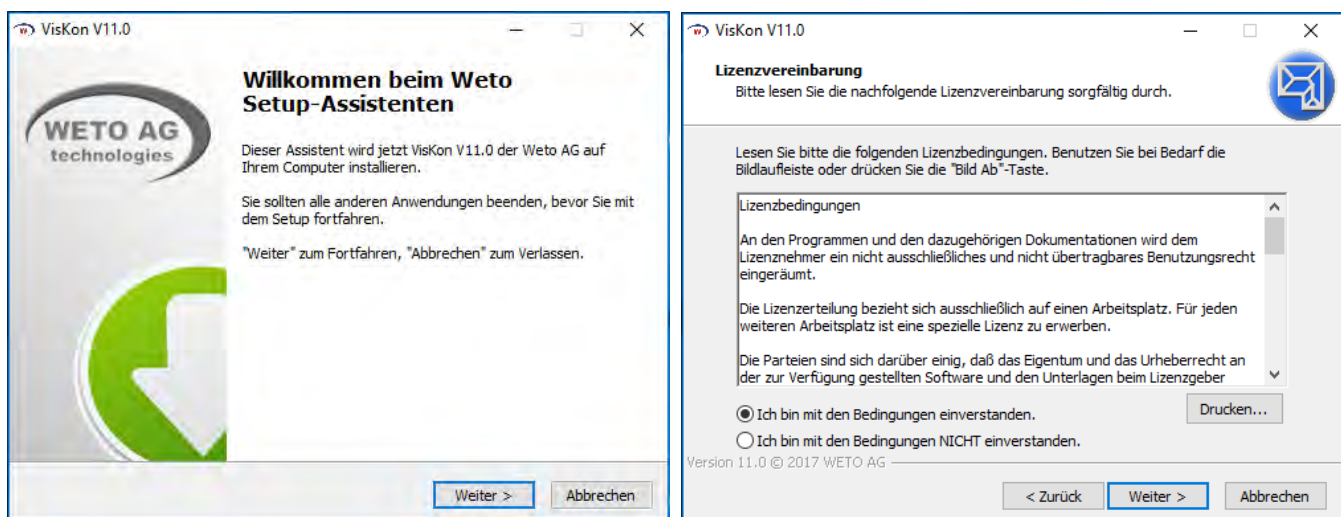 VisKon V11.0
Willkommen beim Weto
Setup-Assistenten
WETO AG
technologies
Dieser Assistent wird jetzt VisKon V11.0 der Weto AG auf
Ihrem Computer installieren.
Sie sollten alle anderen Anwendungen beenden, bevor Sie mit
dem Setup fortfahren.
"Weiter" zum Fortfahren, "Abbrechen" zum Verlassen.
Weiter >
Abbrechen
VisKon V11.0
Lizenzvereinbarung
Bitte lesen Sie die nachfolgende Lizenzvereinbarung sorgfältig durch.
Lesen Sie bitte die folgenden Lizenzbedingungen. Benutzen Sie bei Bedarf die
Bildlaufleiste oder drücken Sie die "Bild Ab"-Taste.
Lizenzbedingungen
An den Programmen und den dazugehörigen Dokumentationen wird dem
Lizenznehmer ein nicht ausschließliches und nicht übertragbares Benutzungsrecht
eingeräumt.
Die Lizenzerteilung bezieht sich ausschließlich auf einen Arbeitsplatz. Für jeden
weiteren Arbeitsplatz ist eine spezielle Lizenz zu erwerben.
Die Parteien sind sich darüber einig, daß das Eigentum und das Urheberrecht an
der zur Verfügung gestellten Software und den Unterlagen beim Lizenzgeber
Ich bin mit den Bedingungen einverstanden.
Drucken...
Ich bin mit den Bedingungen NICHT einverstanden.
Version 11.0 © 2017 WETO AG
< Zurück
Weiter >
Abbrechen